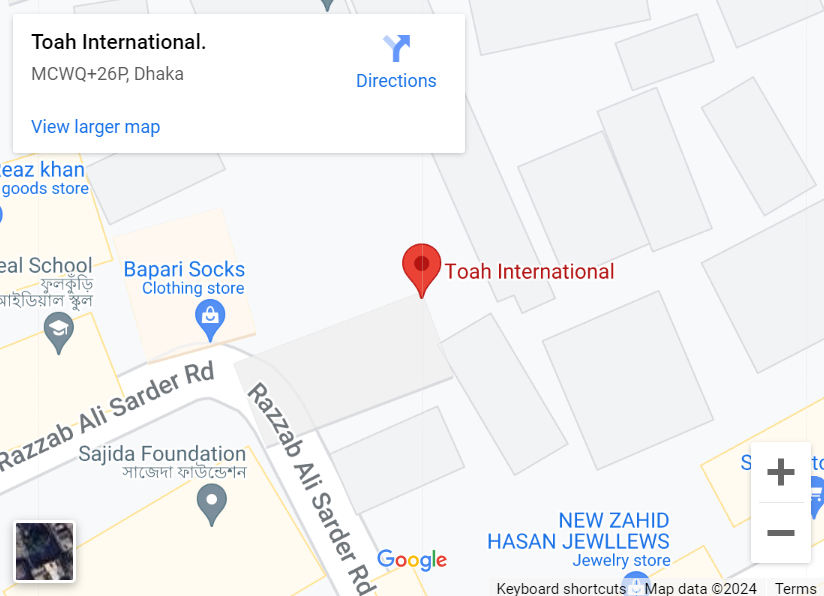 Toah International.
MCWQ+26P, Dhaka
Directions
View larger map
eaz khan
goods store
eal School
ফুলকুঁড়ি
আইডিয়াল স্কুল
Bapari Socks
Clothing store
Toah International
Razzab Ali Sarder Rd
Razzab Ali Sarder Rd
Sajida Foundation
সাজেদা ফাউন্ডেশন
NEW ZAHID
HASAN JEWLLEWS
Jewelry store
Google
Keyboard shortcuts
Map data ©2024
Terms